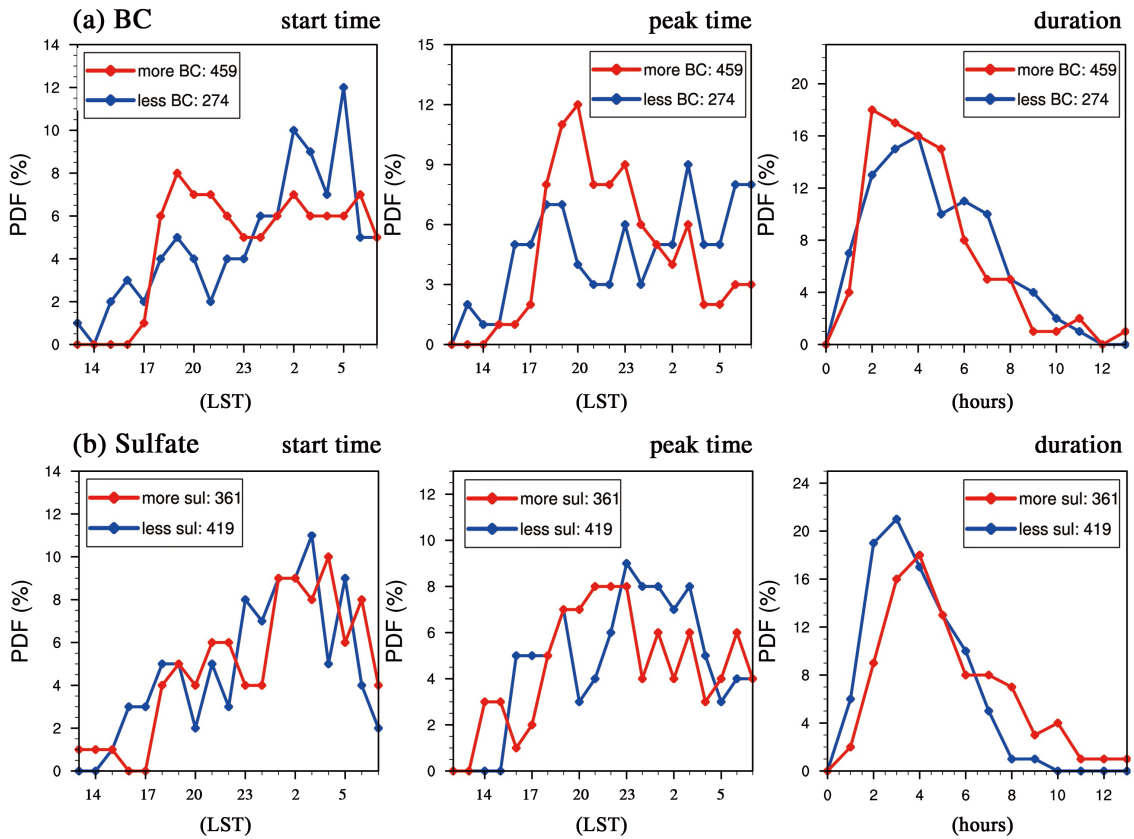 (a) BC
start time
peak time
duration
14
12
10
8
6
4
2
0
PDF (%)
more BC: 459
less BC: 274
14 17 20 23 2 5
(LST)
15
12
9
6
3
0
PDF (%)
more BC: 459
less BC: 274
14 17 20 23 2 5
(LST)
20
16
12
8
4
0
PDF (%)
more BC: 459
less BC: 274
0 2 4 6 8 10 12
(hours)
(b) Sulfate
start time
peak time
duration
14
12
10
8
6
4
2
0
PDF (%)
more sul: 361
less sul: 419
14 17 20 23 2 5
(LST)
12
10
8
6
4
2
0
PDF (%)
more sul: 361
less sul: 419
14 17 20 23 2 5
(LST)
24
20
16
12
8
4
0
PDF (%)
more sul: 361
less sul: 419
0 2 4 6 8 10 12
(hours)